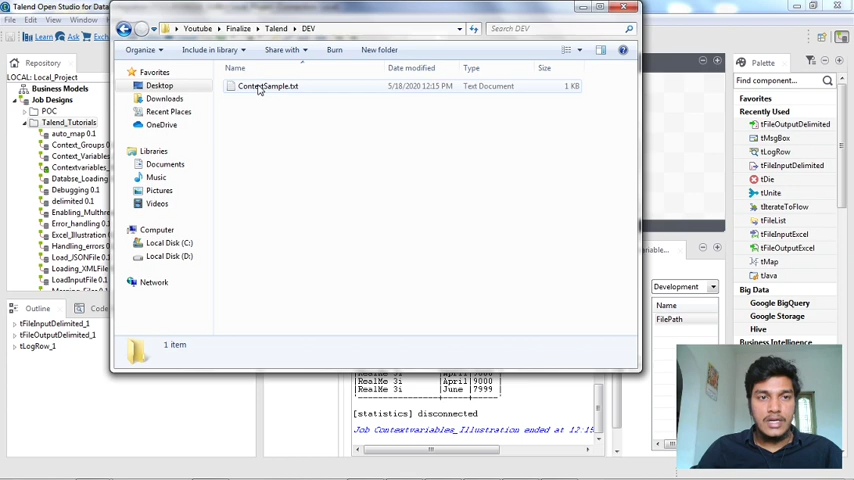 Talend Open Studio for Data
File Edit View
Learn Ask Exch
Repository
LOCAL: Local_Project
Business Models
Job Designs
POC
Talend_Tutorials
auto_map 0.1
Context_Groups
Context_Variables
Contextvariables_
Databse_Loading
Debugging 0.1
delimited 0.1
Enabling_Multhre
Error_handling 0
Excel_Illustration
Handling_errors
Load_JSONFile 0
Loading_XMLFile
LoadInputFile 0.1
Outline
Code
tFileInputDelimited_1
tFileOutputDelimited_1
tLogRow_1
Youtube Finalize Talend DEV
Search DEV
Organize Include in library Share with Burn New folder
Favorites
Desktop
Downloads
Recent Places
OneDrive
Libraries
Documents
Music
Pictures
Videos
Computer
Local Disk (C:)
Local Disk (D:)
Network
Name Date modified Type Size
ContextSample.txt 5/18/2020 12:15 PM Text Document 1 KB
1 item
RealMe 3i |April|9000
RealMe 3i |June |7999
[statistics] disconnected
Job Contextvariables_Illustration ended at 12:15
ariable...
Development
Name
FilePath
Palette
Find component...
Favorites
Recently Used
tFileOutputDelimited
tMsgBox
tLogRow
tFileInputDelimited
tDie
tUnite
tIterateToFlow
tFileList
tFileInputExcel
tFileOutputExcel
tMap
tJava
Big Data
Google BigQuery
Google Storage
Hive
Business Intelligence